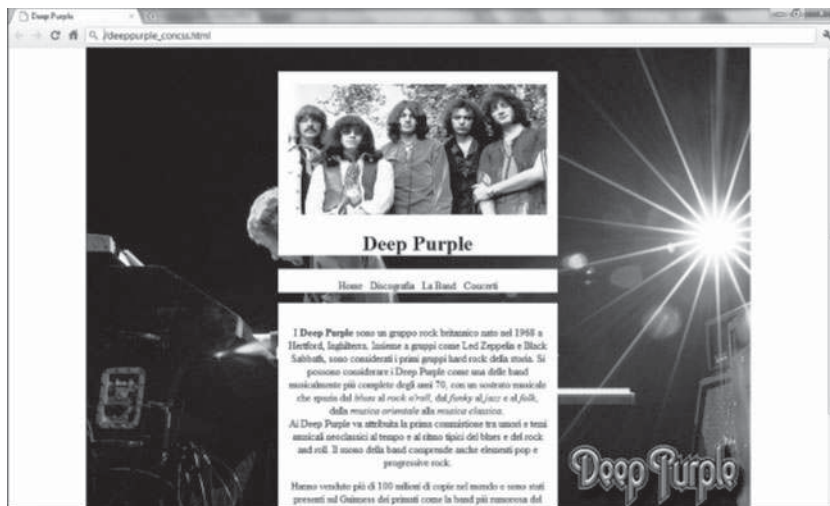 Deep Purple
/deeppurple_concss.html
Deep Purple
Home Discografia La Band Concerti
I Deep Purple sono un gruppo rock britannico nato nel 1968 a
Hertford, Inghilterra. Insieme a gruppi come Led Zeppelin e Black
Sabbath, sono considerati i primi gruppi hard rock della storia. Si
possono considerare i Deep Purple come una delle band
musicalmente più complete degli anni 70, con un sostrato musicale
che spazia dal blues al rock n'roll, dal funky al jazz e al folk,
dalla musica orientale alla musica classica.
Ai Deep Purple va attribuita la prima commistione tra umori e temi
musicali neoclassici al tempo e al ritmo tipici del blues e del rock
and roll. Il suono della band comprende anche elementi pop e
progressive rock.
Hanno venduto più di 100 milioni di copie nel mondo e sono stati
presenti sul Guinness dei primati come la band più rumorosa del
Deep Purple